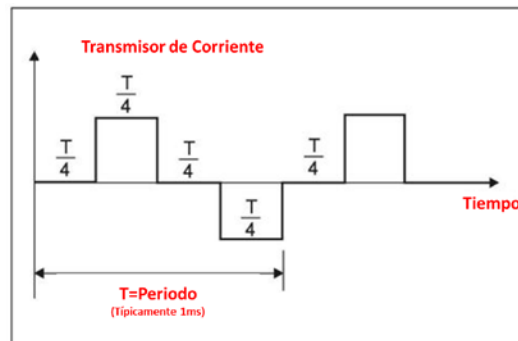 Transmisor de Corriente
T/4
T/4
T/4
T/4
T/4
Tiempo
T=Periodo
(Típicamente 1ms)